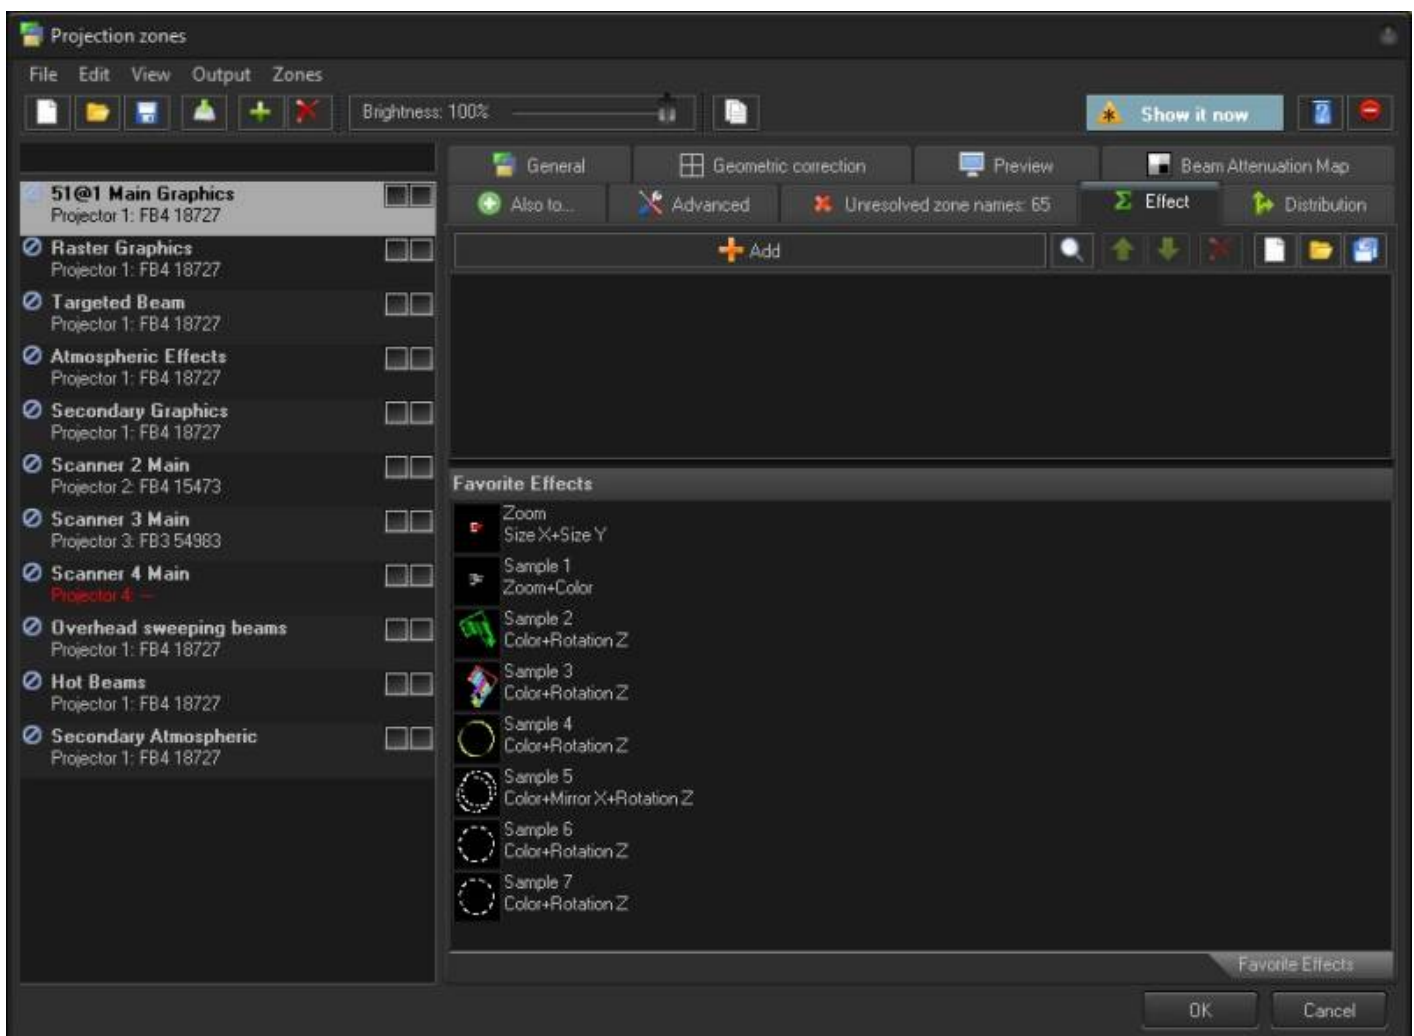 Projection zones
File Edit View Output Zones
Brightness: 100%
Show it now
General Geometric correction Preview Beam Attenuation Map
Also to... Advanced Unresolved zone names: 65 Effect Distribution
Add
51@1 Main Graphics
Projector 1: FB4 18727
Raster Graphics
Projector 1: FB4 18727
Targeted Beam
Projector 1: FB4 18727
Atmospheric Effects
Projector 1: FB4 18727
Secondary Graphics
Projector 1: FB4 18727
Scanner 2 Main
Projector 2: FB4 15473
Scanner 3 Main
Projector 3: FB3 54983
Scanner 4 Main
Projector 4: ---
Overhead sweeping beams
Projector 1: FB4 18727
Hot Beams
Projector 1: FB4 18727
Secondary Atmospheric
Projector 1: FB4 18727
Favorite Effects
Zoom
Size X+Size Y
Sample 1
Zoom+Color
Sample 2
Color+Rotation Z
Sample 3
Color+Rotation Z
Sample 4
Color+Rotation Z
Sample 5
Color+Mirror X+Rotation Z
Sample 6
Color+Rotation Z
Sample 7
Color+Rotation Z
Favorite Effects
OK Cancel